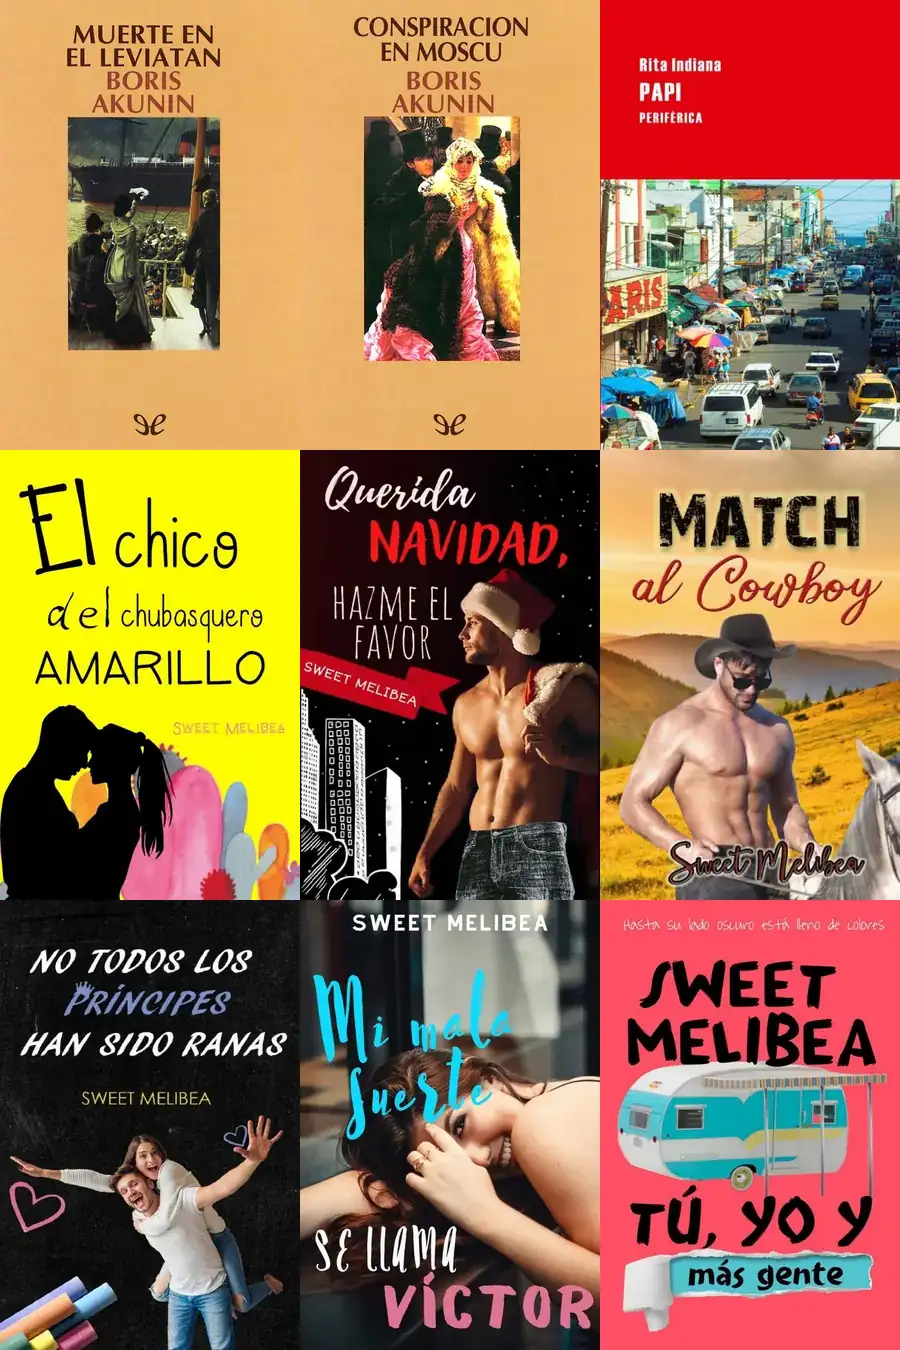 MUERTE EN
EL LEVIATAN
BORIS
AKUNIN
CONSPIRACION
EN MOSCU
BORIS
AKUNIN
Rita Indiana
PAPI
PERIFÉRICA
ARIS
El chico
del chubasquero
AMARILLO
SWEET MELIBEA
Querida
NAVIDAD,
HAZME EL
FAVOR
SWEET MELIBEA
MATCH
al Cowboy
Sweet Melibea
NO TODOS LOS
PRÍNCIPES
HAN SIDO RANAS
SWEET MELIBEA
SWEET MELIBEA
Mi mala
suerte
SE LLAMA
VÍCTOR
Hasta su lado oscuro está lleno de colores
SWEET
MELIBEA
TÚ, YO Y
más gente